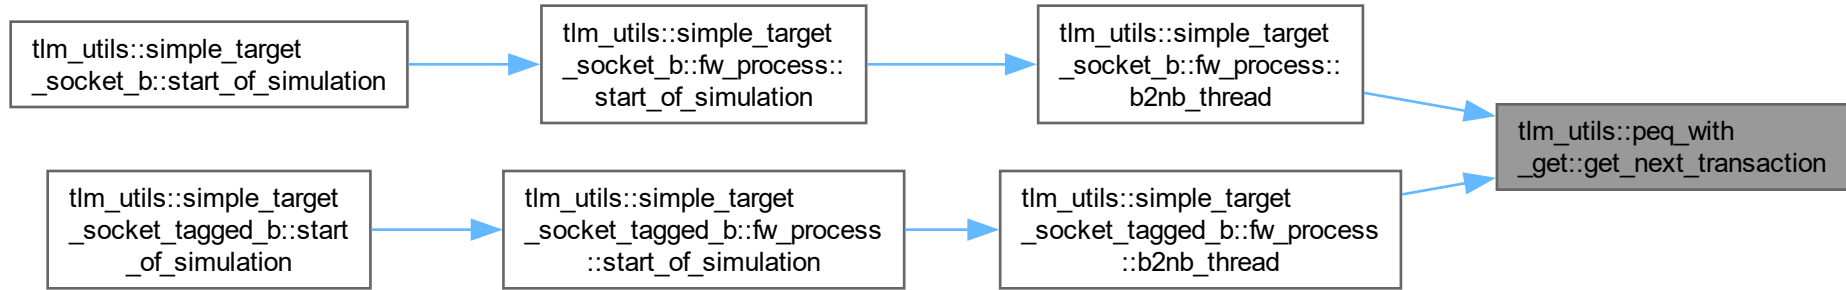 tlm_utils::simple_target
_socket_b::start_of_simulation
tlm_utils::simple_target
_socket_b::fw_process::
start_of_simulation
tlm_utils::simple_target
_socket_b::fw_process::
b2nb_thread
tlm_utils::peq_with
_get::get_next_transaction
tlm_utils::simple_target
_socket_tagged_b::start
_of_simulation
tlm_utils::simple_target
_socket_tagged_b::fw_process
::start_of_simulation
tlm_utils::simple_target
_socket_tagged_b::fw_process
::b2nb_thread